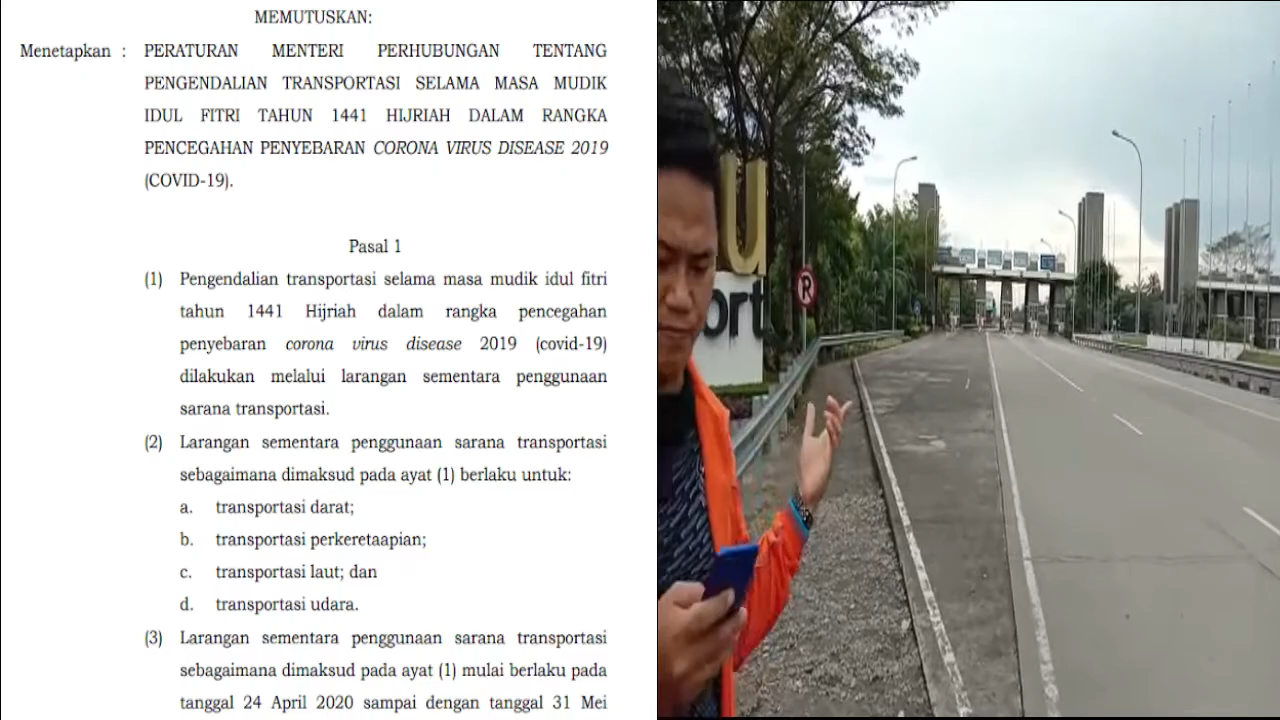 MEMUTUSKAN:
Menetapkan : PERATURAN MENTERI PERHUBUNGAN TENTANG
PENGENDALIAN TRANSPORTASI SELAMA MASA MUDIK
IDUL FITRI TAHUN 1441 HIJRIAH DALAM RANGKA
PENCEGAHAN PENYEBARAN CORONA VIRUS DISEASE 2019
(COVID-19).
Pasal 1
(1) Pengendalian transportasi selama masa mudik idul fitri
tahun 1441 Hijriah dalam rangka pencegahan
penyebaran corona virus disease 2019 (covid-19)
dilakukan melalui larangan sementara penggunaan
sarana transportasi.
(2) Larangan sementara penggunaan sarana transportasi
sebagaimana dimaksud pada ayat (1) berlaku untuk:
a. transportasi darat;
b. transportasi perkeretaapian;
c. transportasi laut; dan
d. transportasi udara.
(3) Larangan sementara penggunaan sarana transportasi
sebagaimana dimaksud pada ayat (1) mulai berlaku pada
tanggal 24 April 2020 sampai dengan tanggal 31 Mei
U
ort
P